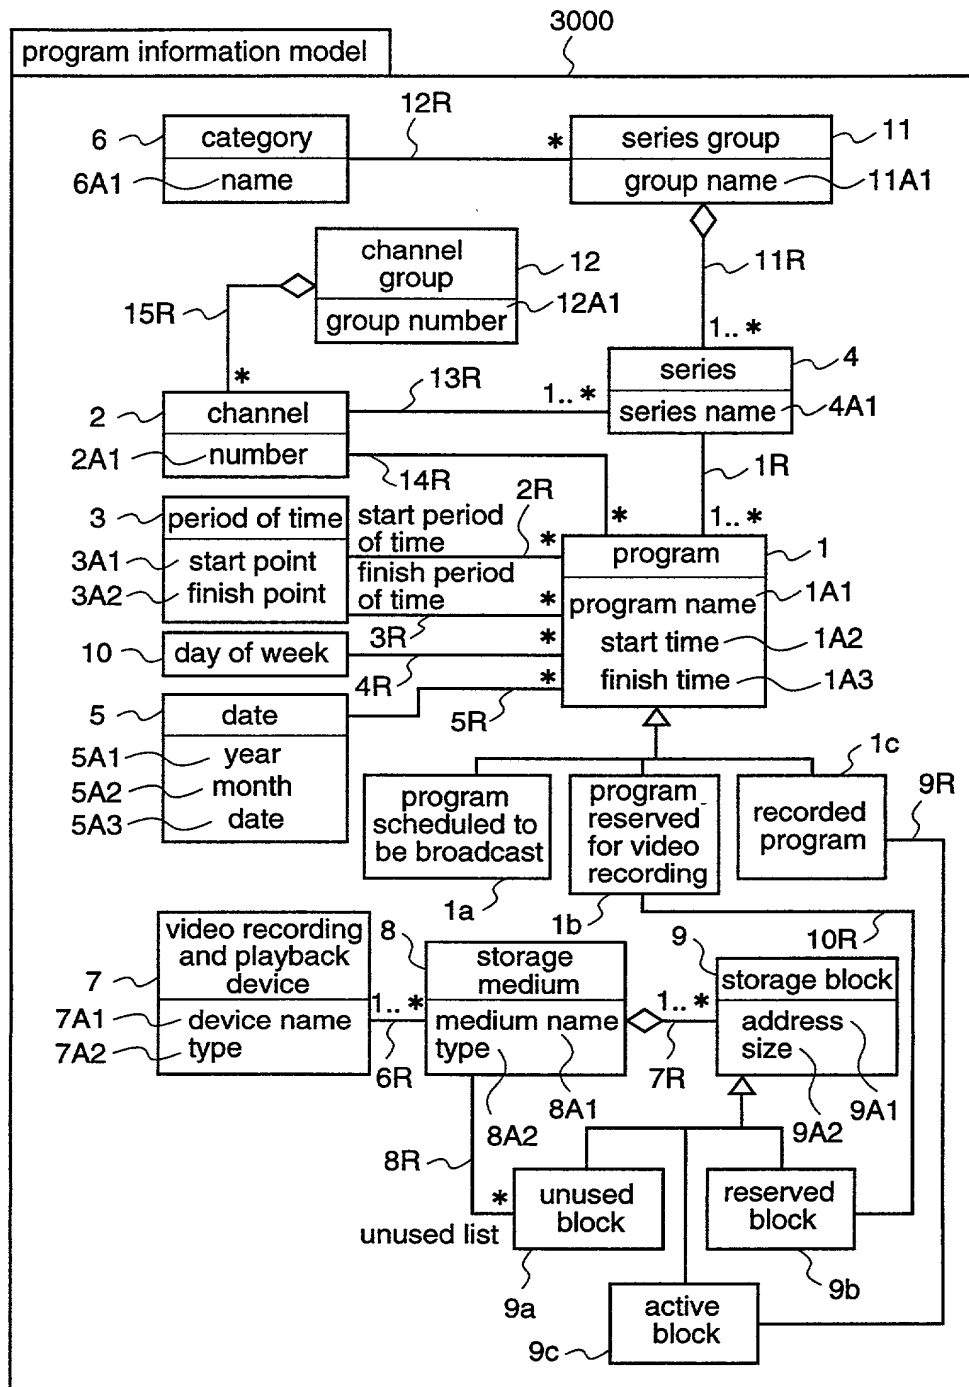 3000
program information model
12R
6
category
*
series group
11
6A1
name
group name
11A1
channel
group
12
11R
15R
group number
12A1
1.. *
*
13R
1.. *
series
4
2
channel
series name
4A1
2A1
number
14R
2R
1R
3
period of time
start period
of time
*
*
1.. *
3A1
start point
program
1
3A2
finish point
finish period
of time
*
program name
1A1
3R
10
day of week
*
start time
1A2
4R
*
finish time
1A3
5
date
5R
5A1
year
1c
5A2
month
program
scheduled to
be broadcast
program
reserved
for video
recording
recorded
program
9R
5A3
date
1a
1b
10R
7
video recording
and playback
device
8
storage
medium
9
storage block
1.. *
1.. *
7A1
device name
medium name
address
7A2
type
type
size
6R
8A1
7R
9A1
8A2
9A2
8R
*
unused
block
reserved
block
unused list
9a
9b
active
block
9c